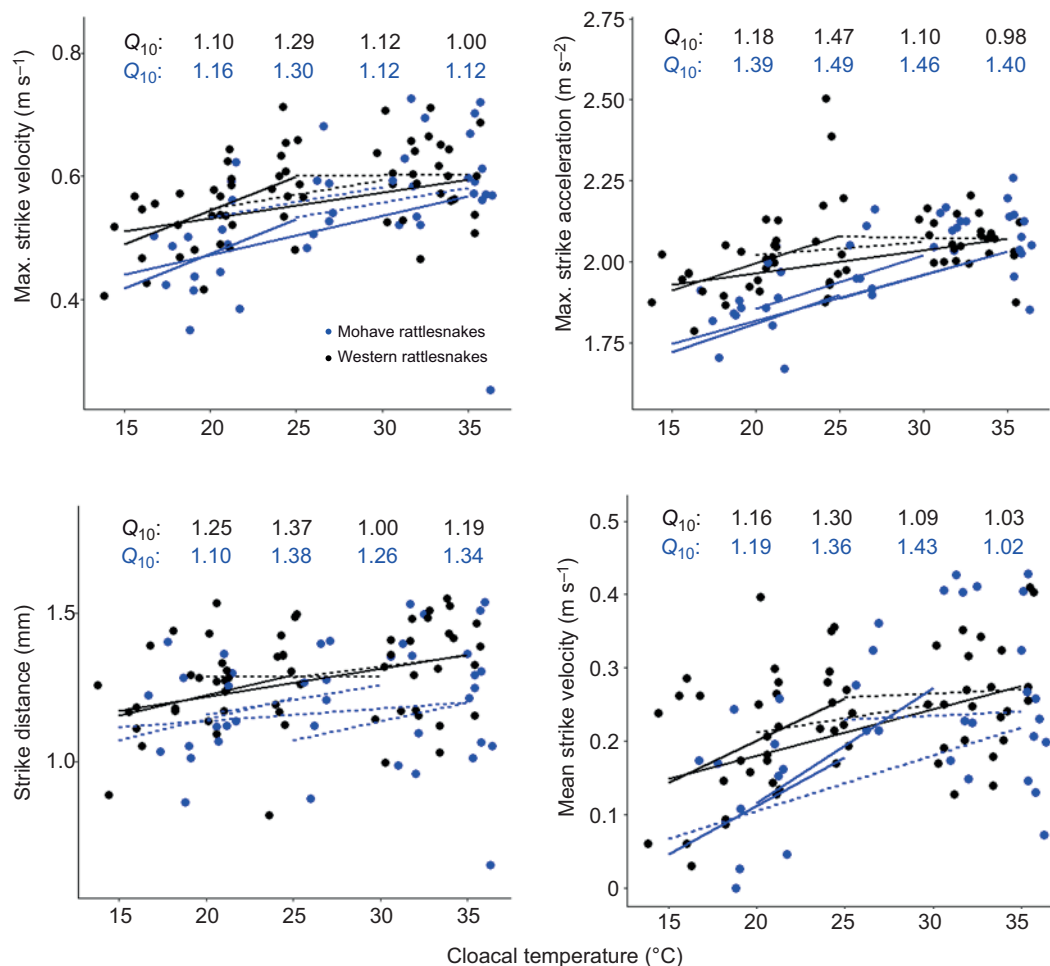 Max. strike velocity (m s–1)
0.8
0.6
0.4
Q10: 1.10 1.29 1.12 1.00
Q10: 1.16 1.30 1.12 1.12
Mohave rattlesnakes
Western rattlesnakes
15 20 25 30 35
Max. strike acceleration (m s–2)
2.75
2.50
2.25
2.00
1.75
Q10: 1.18 1.47 1.10 0.98
Q10: 1.39 1.49 1.46 1.40
15 20 25 30 35
Strike distance (mm)
1.5
1.0
Q10: 1.25 1.37 1.00 1.19
Q10: 1.10 1.38 1.26 1.34
15 20 25 30 35
Mean strike velocity (m s–1)
0.5
0.4
0.3
0.2
0.1
0
Q10: 1.16 1.30 1.09 1.03
Q10: 1.19 1.36 1.43 1.02
15 20 25 30 35
Cloacal temperature (°C)